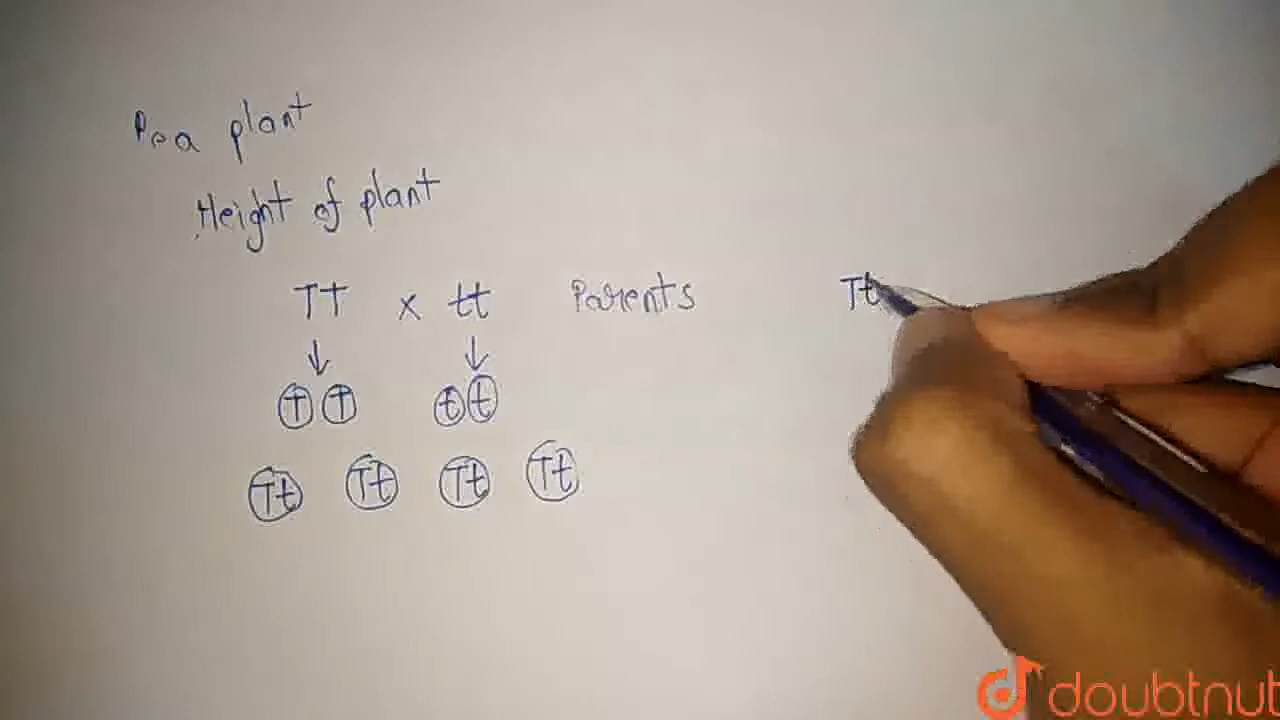 Pea plant
Height of plant
TT x tt Parents Tt
↓ ↓
T T t t
Tt Tt Tt Tt
doubtnut